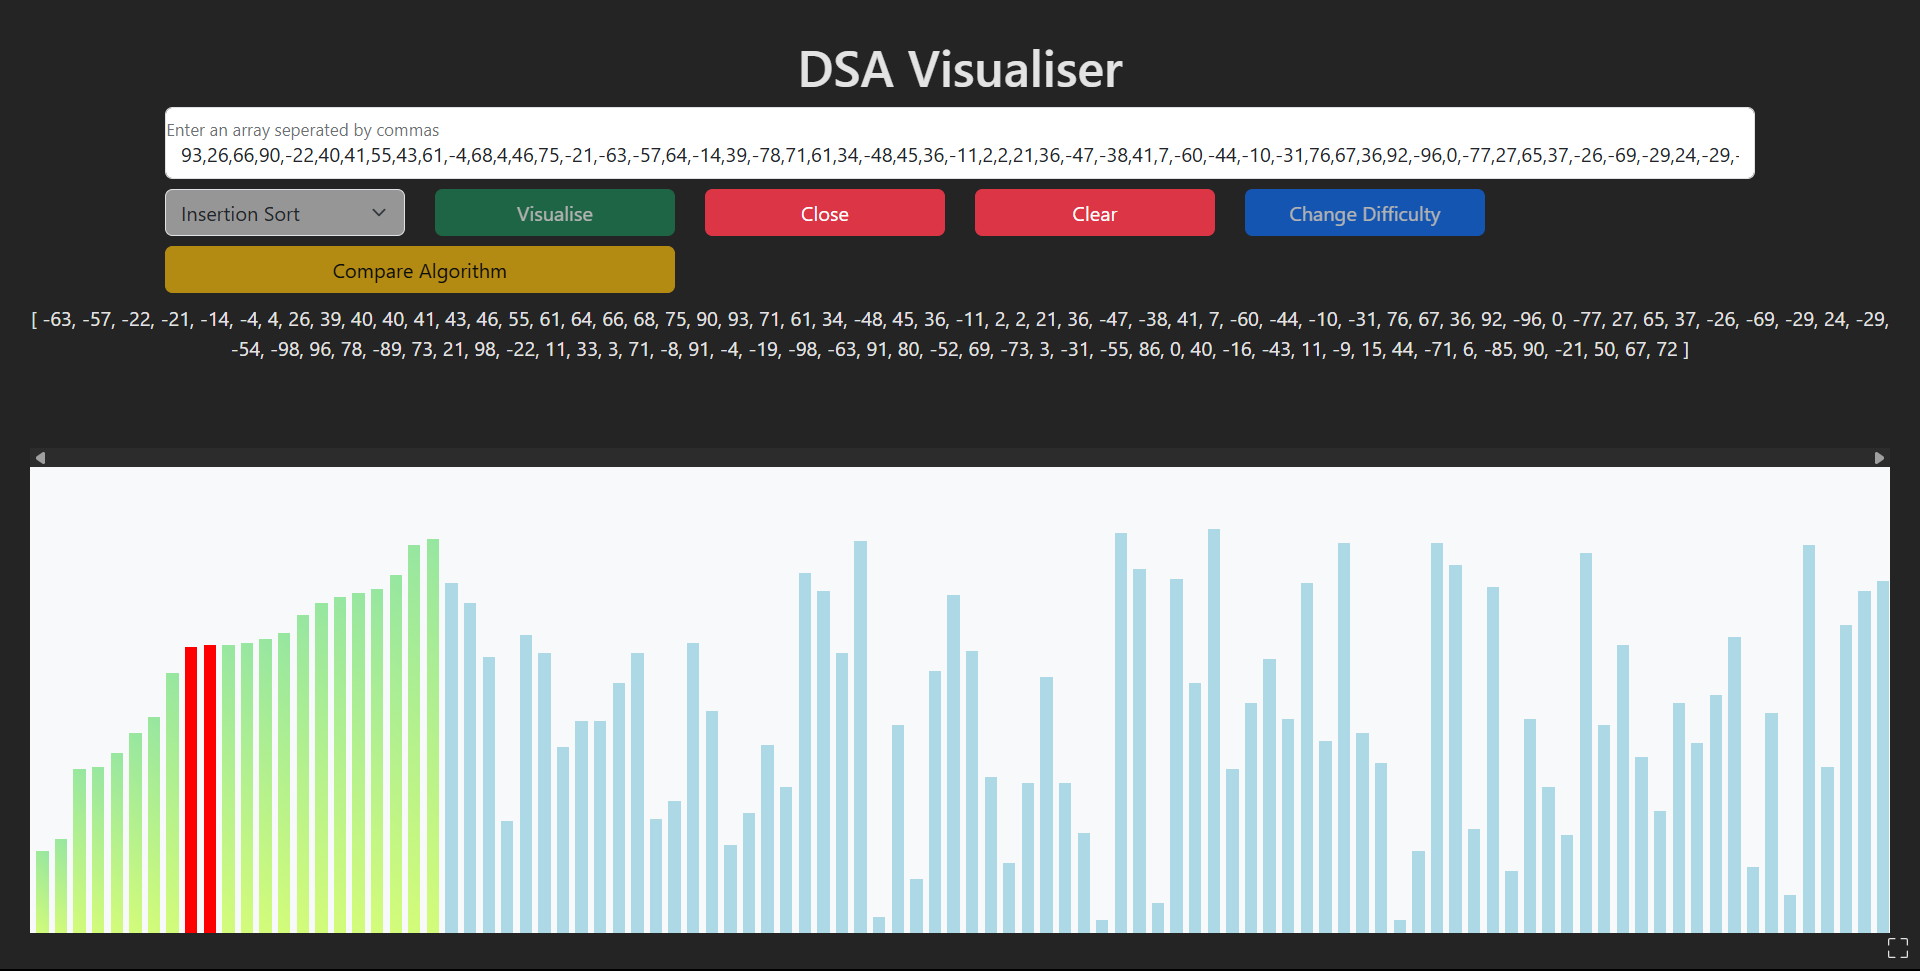 DSA Visualiser
Enter an array seperated by commas
93,26,66,90,-22,40,41,55,43,61,-4,68,4,46,75,-21,-63,-57,64,-14,39,-78,71,61,34,-48,45,36,-11,2,2,21,36,-47,-38,41,7,-60,-44,-10,-31,76,67,36,92,-96,0,-77,27,65,37,-26,-69,-29,24,-29,-
Insertion Sort
Visualise
Close
Clear
Change Difficulty
Compare Algorithm
[ -63, -57, -22, -21, -14, -4, 4, 26, 39, 40, 40, 41, 43, 46, 55, 61, 64, 66, 68, 75, 90, 93, 71, 61, 34, -48, 45, 36, -11, 2, 2, 21, 36, -47, -38, 41, 7, -60, -44, -10, -31, 76, 67, 36, 92, -96, 0, -77, 27, 65, 37, -26, -69, -29, 24, -29,
-54, -98, 96, 78, -89, 73, 21, 98, -22, 11, 33, 3, 71, -8, 91, -4, -19, -98, -63, 91, 80, -52, 69, -73, 3, -31, -55, 86, 0, 40, -16, -43, 11, -9, 15, 44, -71, 6, -85, 90, -21, 50, 67, 72 ]